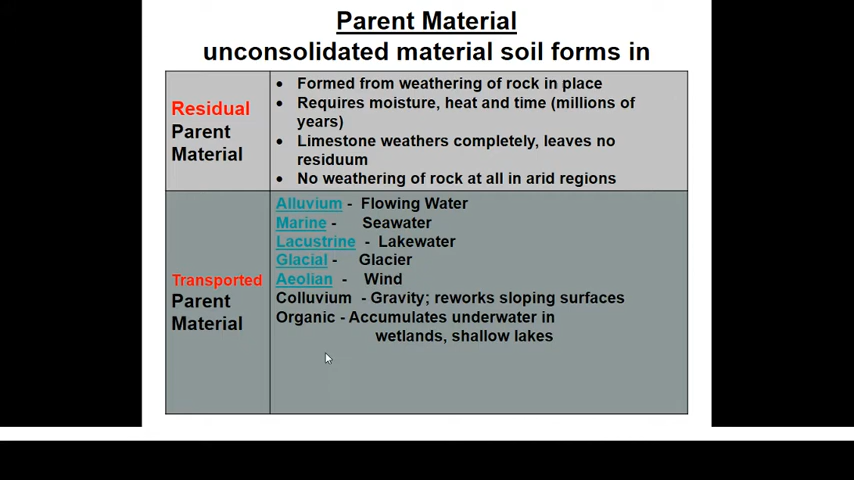 Parent Material
unconsolidated material soil forms in
Residual
Parent
Material
• Formed from weathering of rock in place
• Requires moisture, heat and time (millions of
years)
• Limestone weathers completely, leaves no
residuum
• No weathering of rock at all in arid regions
Transported
Parent
Material
Alluvium - Flowing Water
Marine - Seawater
Lacustrine - Lakewater
Glacial - Glacier
Aeolian - Wind
Colluvium - Gravity; reworks sloping surfaces
Organic - Accumulates underwater in
wetlands, shallow lakes